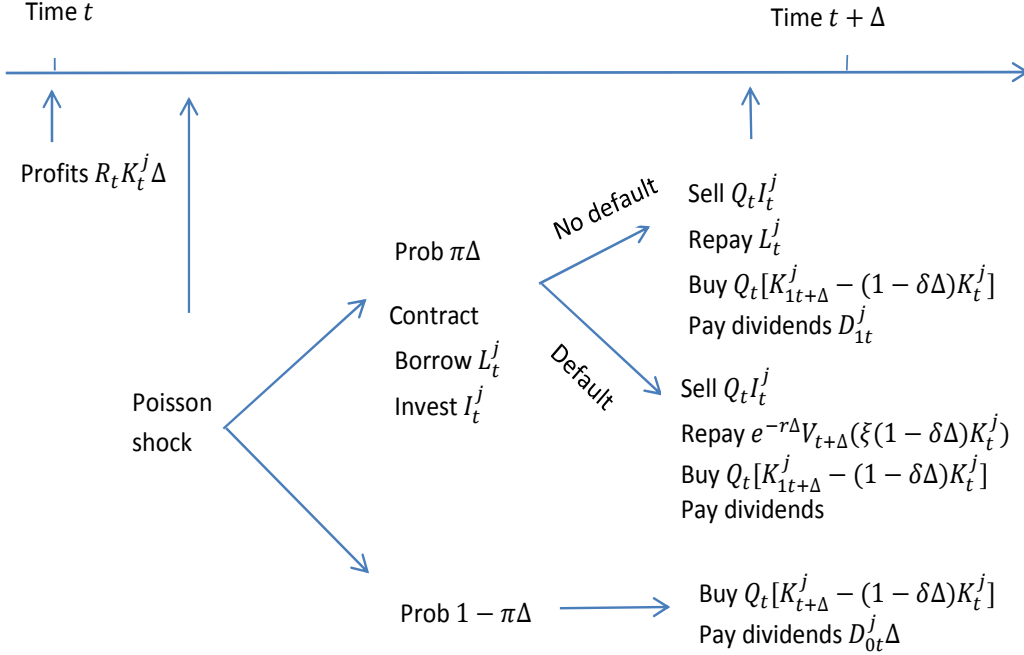 Time t
Time t + Δ
Profits R_t K_t^j Δ
Poisson
shock
Prob πΔ
Contract
Borrow L_t^j
Invest I_t^j
Prob 1 − πΔ
No default
Default
Sell Q_t I_t^j
Repay L_t^j
Buy Q_t[K_{1t+Δ}^j − (1 − δΔ)K_t^j]
Pay dividends D_{1t}^j
Sell Q_t I_t^j
Repay e^{−rΔ}V_{t+Δ}(ξ(1 − δΔ)K_t^j)
Buy Q_t[K_{1t+Δ}^j − (1 − δΔ)K_t^j]
Pay dividends
Buy Q_t[K_{t+Δ}^j − (1 − δΔ)K_t^j]
Pay dividends D_{0t}^j Δ